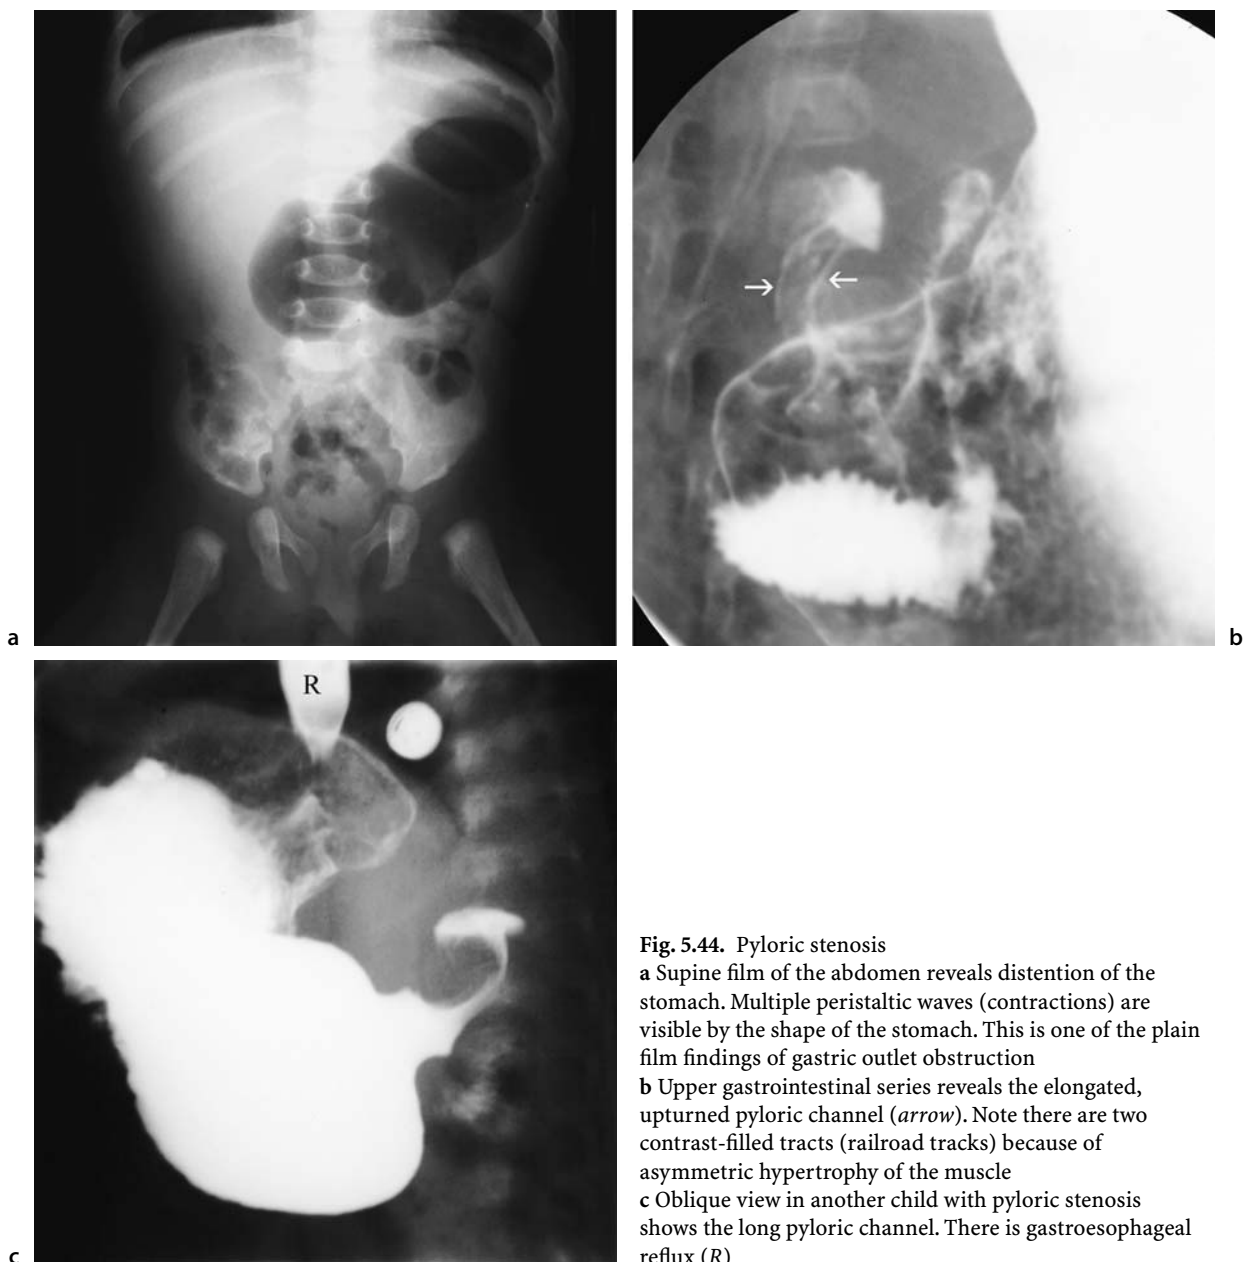 R
a
b
c
Fig. 5.44. Pyloric stenosis
a Supine film of the abdomen reveals distention of the
stomach. Multiple peristaltic waves (contractions) are
visible by the shape of the stomach. This is one of the plain
film findings of gastric outlet obstruction
b Upper gastrointestinal series reveals the elongated,
upturned pyloric channel (arrow). Note there are two
contrast-filled tracts (railroad tracks) because of
asymmetric hypertrophy of the muscle
c Oblique view in another child with pyloric stenosis
shows the long pyloric channel. There is gastroesophageal
reflux (R)